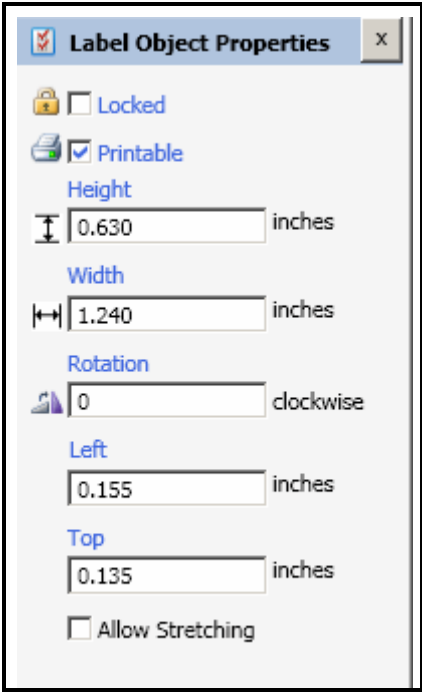 Label Object Properties x
Locked
Printable
Height
0.630 inches
Width
1.240 inches
Rotation
0 clockwise
Left
0.155 inches
Top
0.135 inches
Allow Stretching